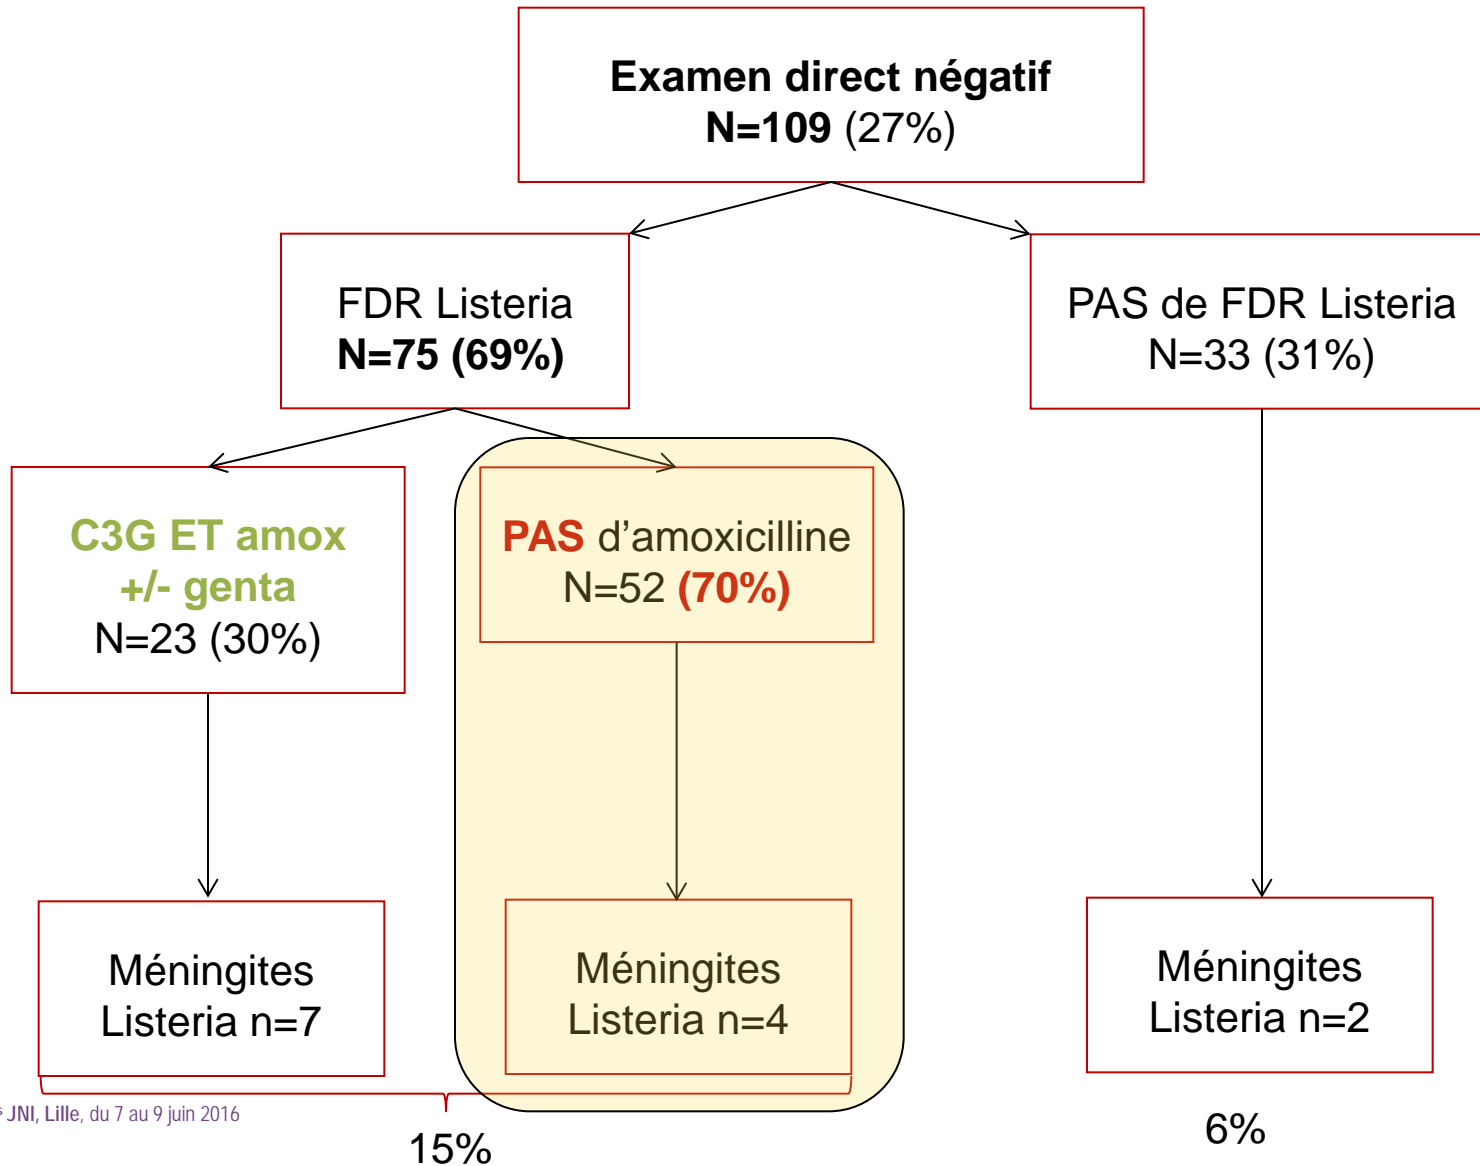 Examen direct négatif
N=109 (27%)
FDR Listeria
N=75 (69%)
PAS de FDR Listeria
N=33 (31%)
C3G ET amox
+/- genta
N=23 (30%)
PAS d’amoxicilline
N=52 (70%)
Méningites
Listeria n=7
Méningites
Listeria n=4
Méningites
Listeria n=2
JNI, Lille, du 7 au 9 juin 2016
15%
6%